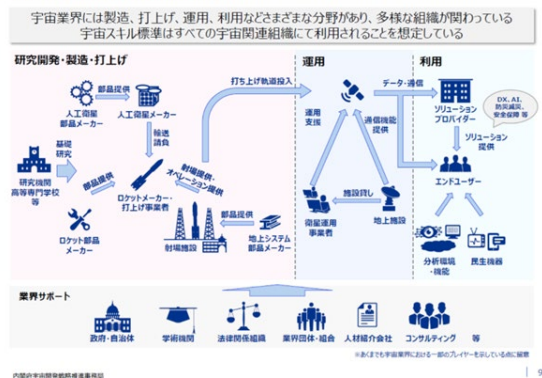 宇宙業界には製造、打上げ、運用、利用などさまざまな分野があり、多様な組織が関わっている
宇宙スキル標準はすべての宇宙関連組織にて利用されることを想定している
研究開発・製造・打上げ
運用
利用
部品提供
人工衛星
部品メーカー
人工衛星メーカー
打ち上げ軌道投入
データ・通信
ソリューション
プロバイダー
DX, AI,
防災減災,
安全保障 等
基礎
研究
輸送
請負
運用
支援
通信機能
提供
ソリューション
提供
研究機関
高等専門学校
等
部品提供
射場提供・
オペレーション提供
ロケットメーカー・
打上げ事業者
エンドユーザー
施設貸し
衛星運用
事業者
地上施設
ロケット部品
メーカー
射場施設
部品提供
地上システム
部品メーカー
分析環境
・機能
民生機器
業界サポート
政府・自治体
学術機関
法律関係組織
業界団体・組合
人材紹介会社
コンサルティング
等
※あくまでも宇宙業界における一部のプレイヤーを示している点に留意
内閣府宇宙開発戦略推進事務局
9